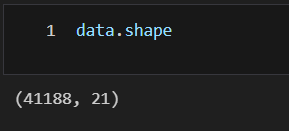 1 data.shape
(41188, 21)